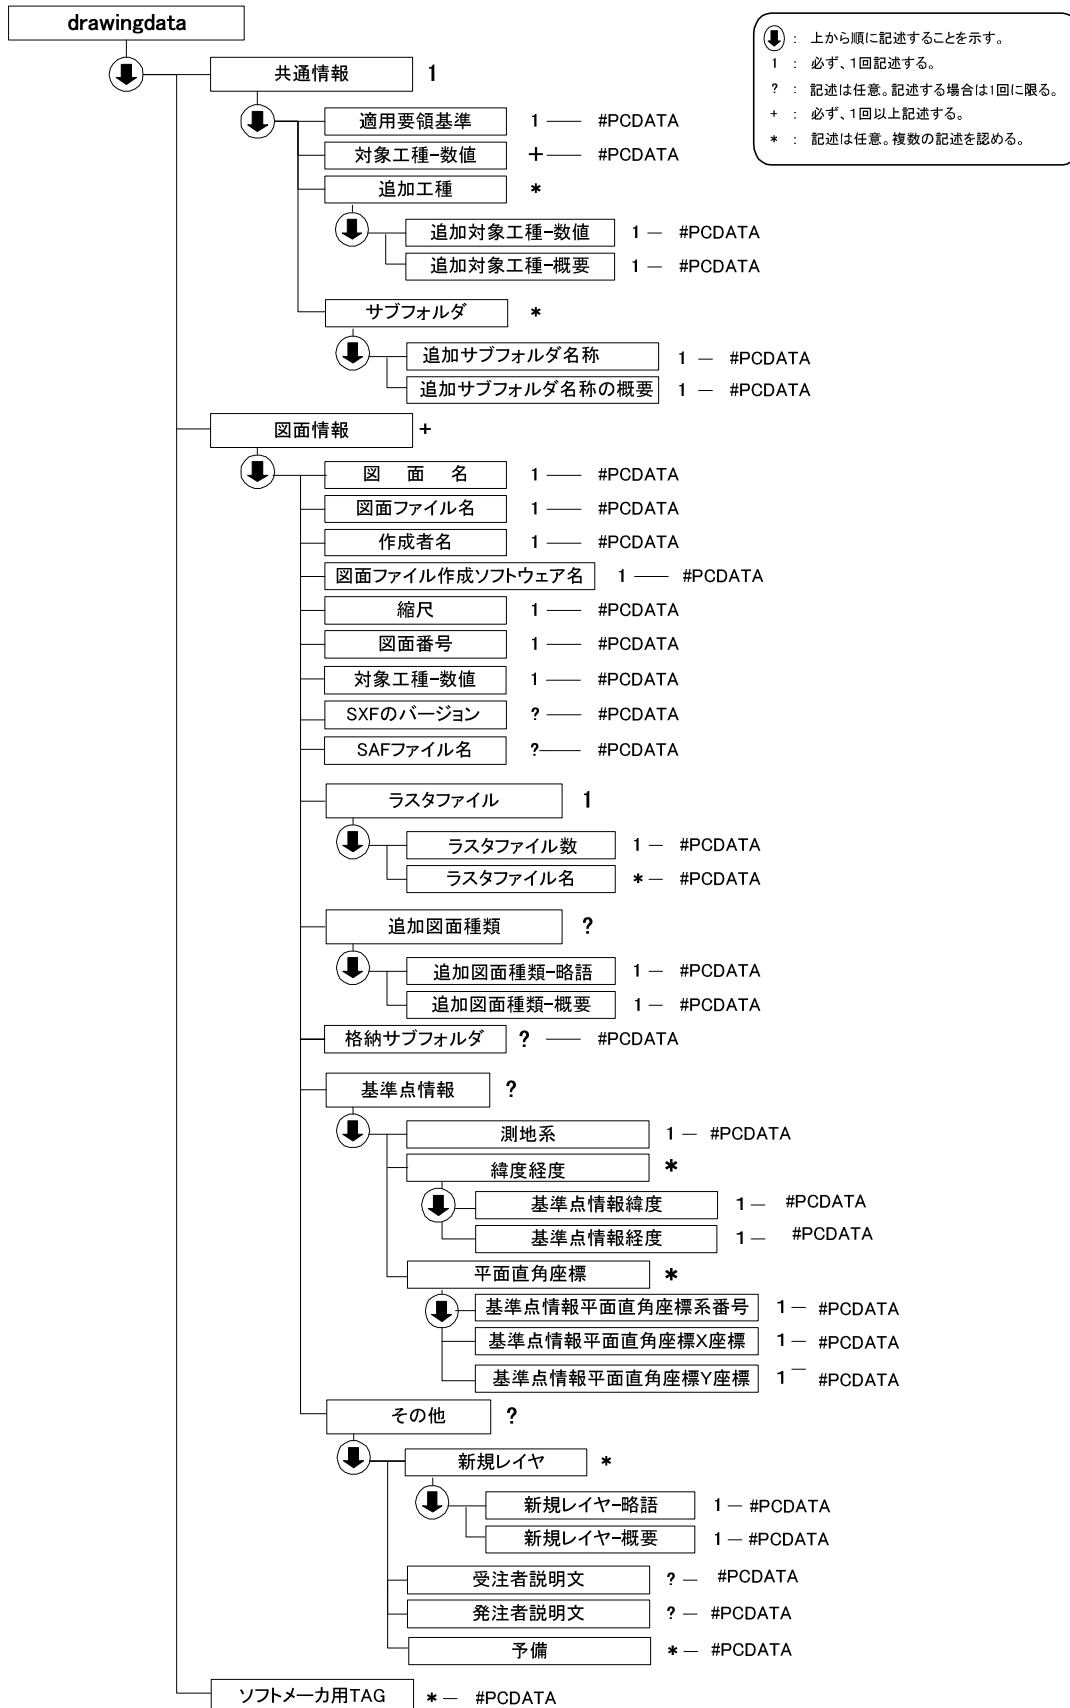 drawingdata
： 上から順に記述することを示す。
1 ： 必ず、1回記述する。
? ： 記述は任意。記述する場合は1回に限る。
+ ： 必ず、1回以上記述する。
* ： 記述は任意。複数の記述を認める。
共通情報 1
適用要領基準 1 — #PCDATA
対象工種-数値 + — #PCDATA
追加工種 *
追加対象工種-数値 1 — #PCDATA
追加対象工種-概要 1 — #PCDATA
サブフォルダ *
追加サブフォルダ名称 1 — #PCDATA
追加サブフォルダ名称の概要 1 — #PCDATA
図面情報 +
図 面 名 1 — #PCDATA
図面ファイル名 1 — #PCDATA
作成者名 1 — #PCDATA
図面ファイル作成ソフトウェア名 1 — #PCDATA
縮尺 1 — #PCDATA
図面番号 1 — #PCDATA
対象工種-数値 1 — #PCDATA
SXFのバージョン ? — #PCDATA
SAFファイル名 ? — #PCDATA
ラスタファイル 1
ラスタファイル数 1 — #PCDATA
ラスタファイル名 * — #PCDATA
追加図面種類 ?
追加図面種類-略語 1 — #PCDATA
追加図面種類-概要 1 — #PCDATA
格納サブフォルダ ? — #PCDATA
基準点情報 ?
測地系 1 — #PCDATA
緯度経度 *
基準点情報緯度 1 — #PCDATA
基準点情報経度 1 — #PCDATA
平面直角座標 *
基準点情報平面直角座標系番号 1 — #PCDATA
基準点情報平面直角座標X座標 1 — #PCDATA
基準点情報平面直角座標Y座標 1 — #PCDATA
その他 ?
新規レイヤ *
新規レイヤ-略語 1 — #PCDATA
新規レイヤ-概要 1 — #PCDATA
受注者説明文 ? — #PCDATA
発注者説明文 ? — #PCDATA
予備 * — #PCDATA
ソフトメーカ用TAG * — #PCDATA